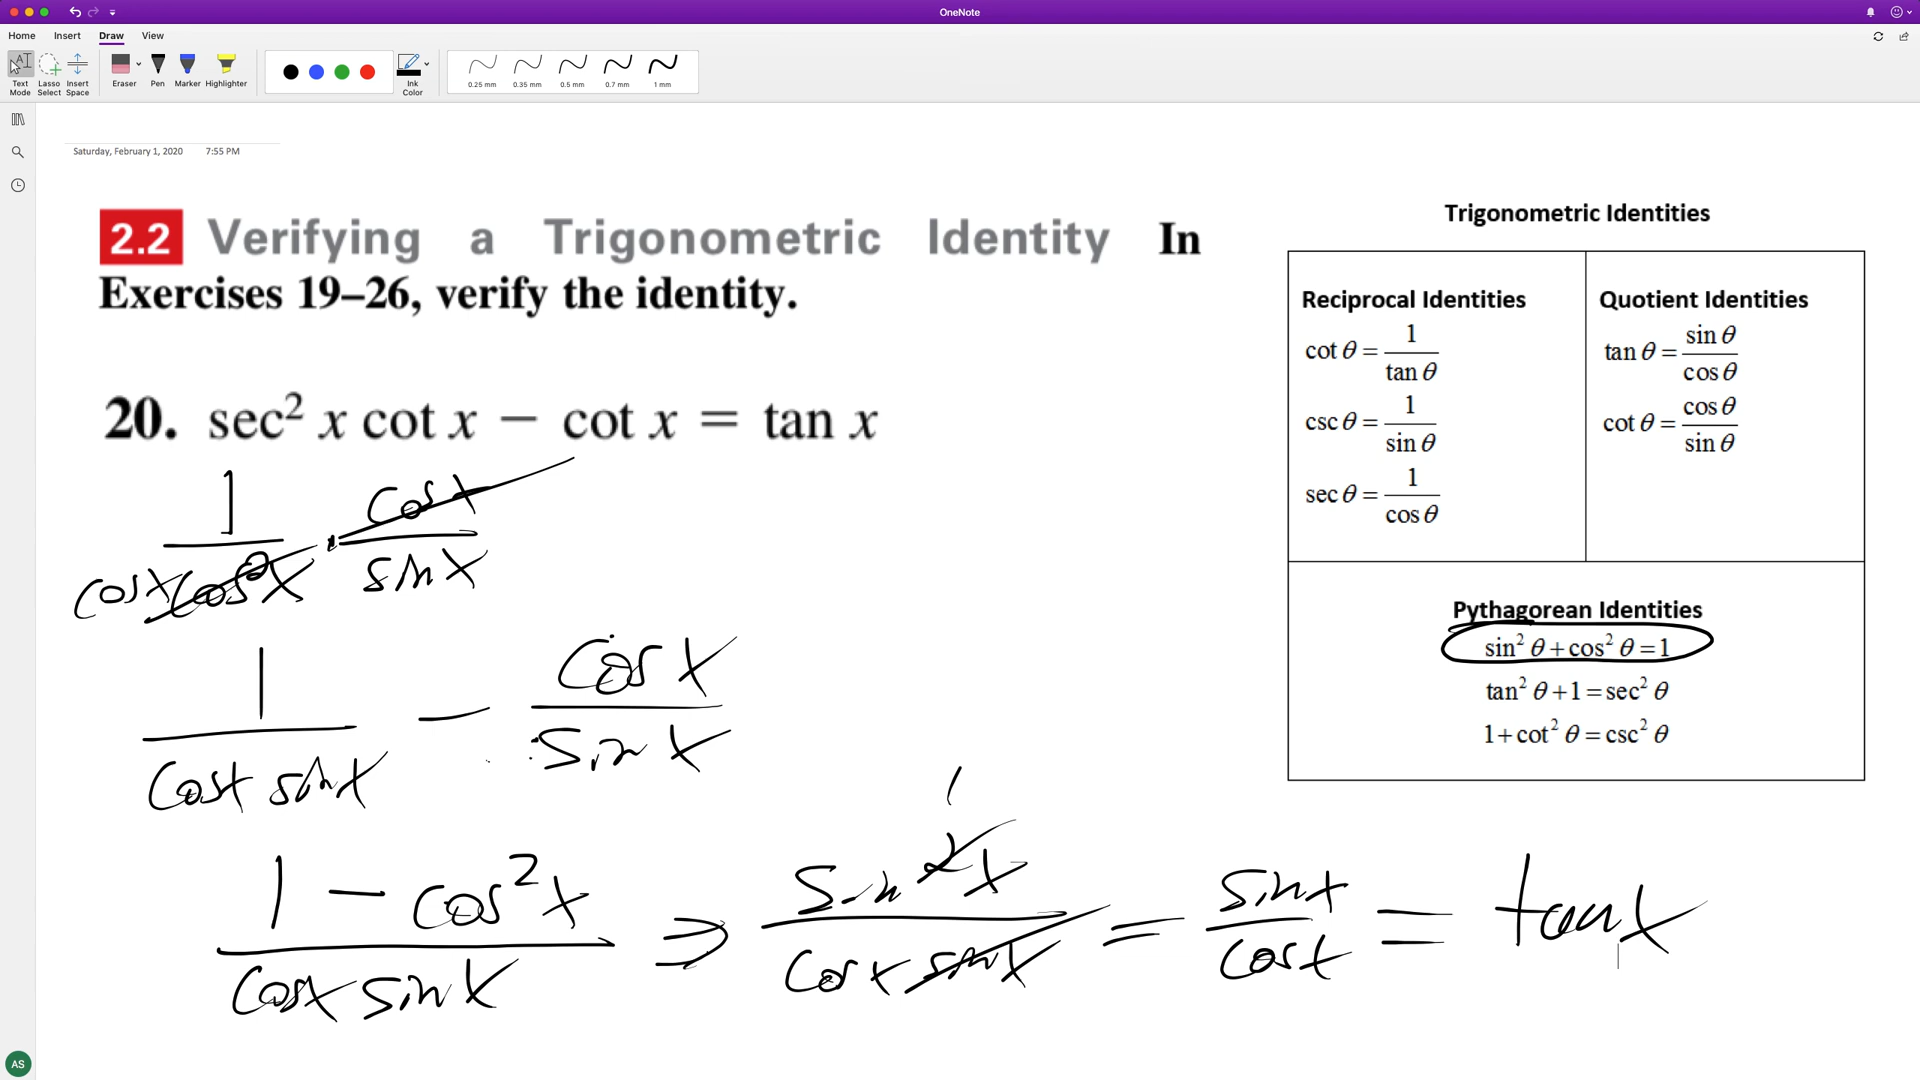 OneNote
Home Insert Draw View
Text Mode Lasso Select Insert Space Eraser Pen Marker Highlighter 0.25 mm 0.35 mm 0.5 mm 0.7 mm 1 mm Ink Color
Saturday, February 1, 2020 7:55 PM
2.2 Verifying a Trigonometric Identity In
Exercises 19–26, verify the identity.
20. sec² x cot x − cot x = tan x
1/(cos x cos² x) · cos x/sin x
1/(cos x sin x) − cos x/sin x
(1 − cos² x)/(cos x sin x) ⇒ sin² x/(cos x sin x) = sin x/cos x = tan x
1
Trigonometric Identities
Reciprocal Identities
cot θ = 1/tan θ
csc θ = 1/sin θ
sec θ = 1/cos θ
Quotient Identities
tan θ = sin θ/cos θ
cot θ = cos θ/sin θ
Pythagorean Identities
sin² θ + cos² θ = 1
tan² θ + 1 = sec² θ
1 + cot² θ = csc² θ
AS